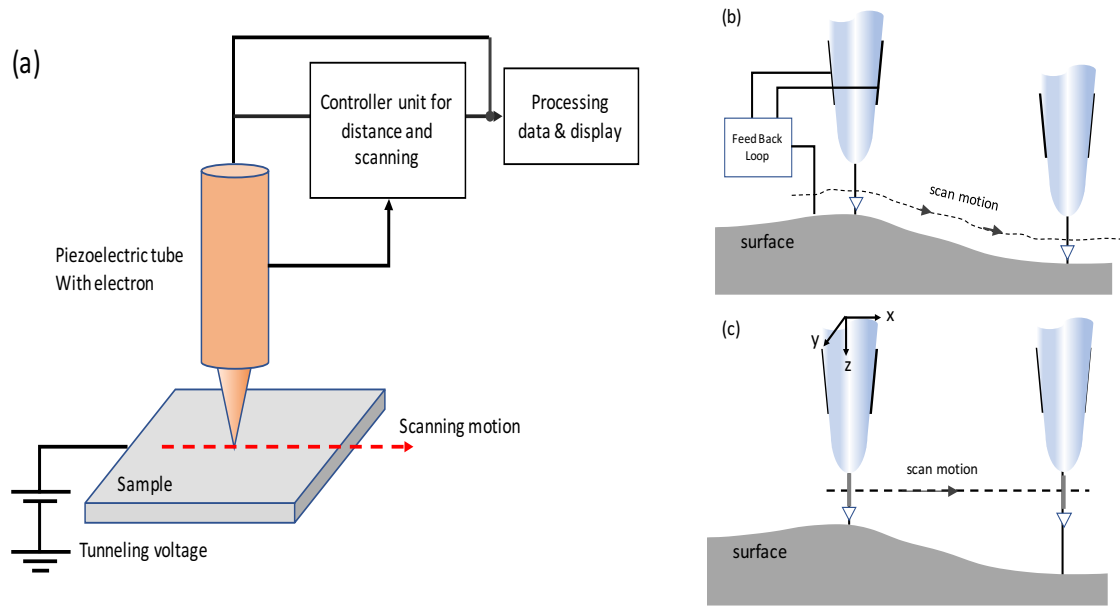 (a)
Controller unit for
distance and
scanning
Processing
data & display
Piezoelectric tube
With electron
Scanning motion
Sample
Tunneling voltage
(b)
Feed Back
Loop
scan motion
surface
(c)
x
y
z
scan motion
surface